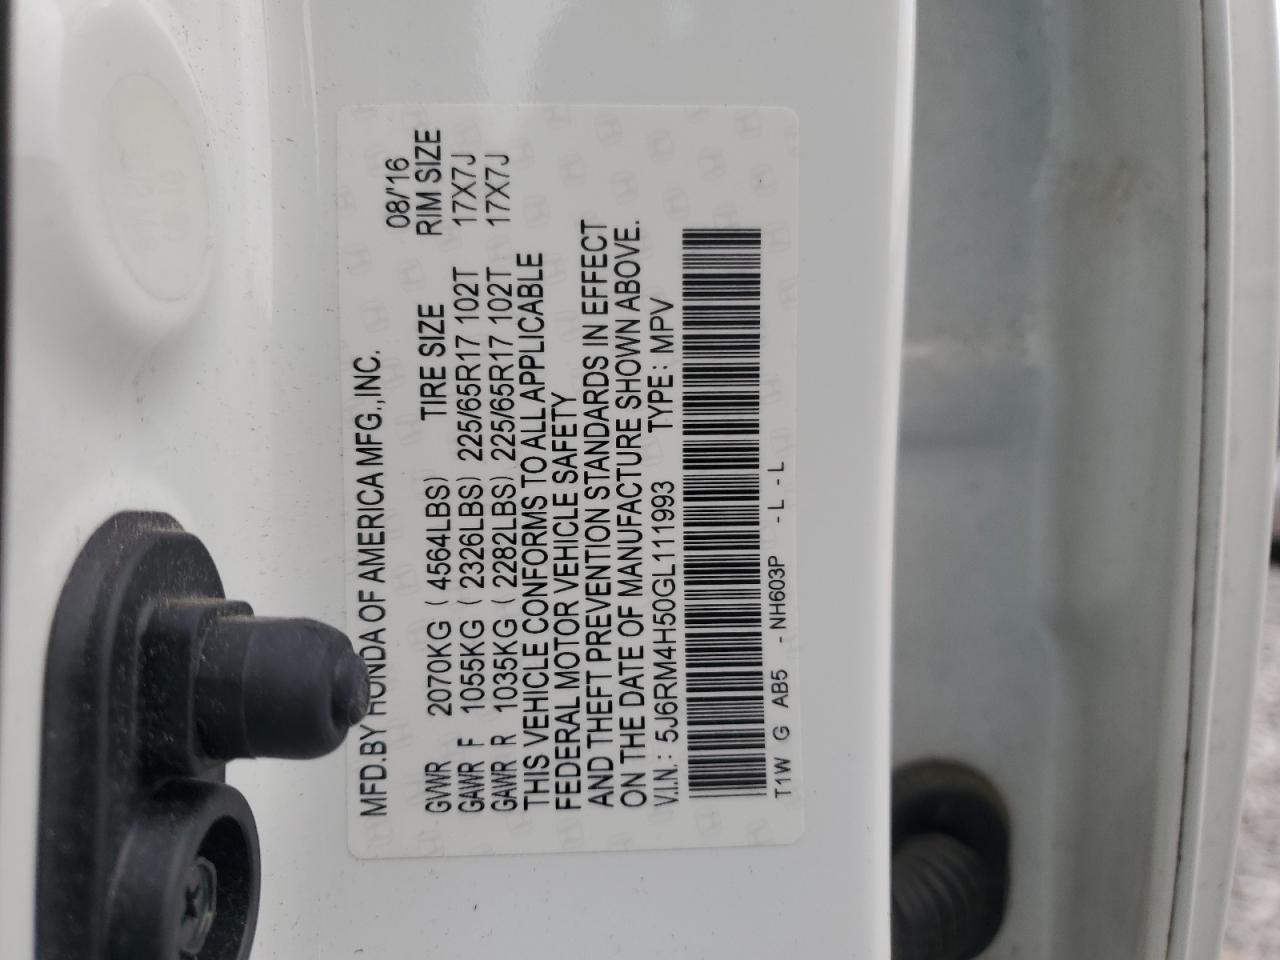 MFD.BY HONDA OF AMERICA MFG.,INC. 08/'16
TIRE SIZE RIM SIZE
GVWR 2070KG ( 4564LBS)
GAWR F 1055KG ( 2326LBS) 225/65R17 102T 17X7J
GAWR R 1035KG ( 2282LBS) 225/65R17 102T 17X7J
THIS VEHICLE CONFORMS TO ALL APPLICABLE
FEDERAL MOTOR VEHICLE SAFETY
AND THEFT PREVENTION STANDARDS IN EFFECT
ON THE DATE OF MANUFACTURE SHOWN ABOVE.
V.I.N.: 5J6RM4H50GL111993 TYPE: MPV
T1W G AB5 - NH603P - L - L